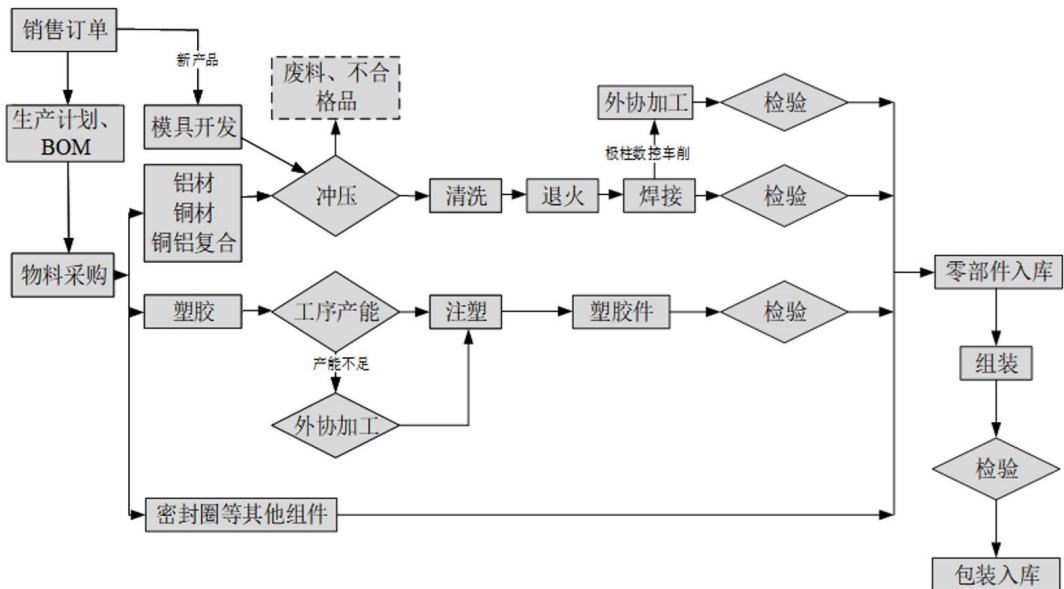 销售订单
新产品
废料、不合
格品
生产计划、
BOM
模具开发
外协加工
检验
极柱数控车削
铝材
铜材
铜铝复合
冲压
清洗
退火
焊接
检验
物料采购
零部件入库
塑胶
工序产能
注塑
塑胶件
检验
产能不足
组装
外协加工
检验
密封圈等其他组件
包装入库